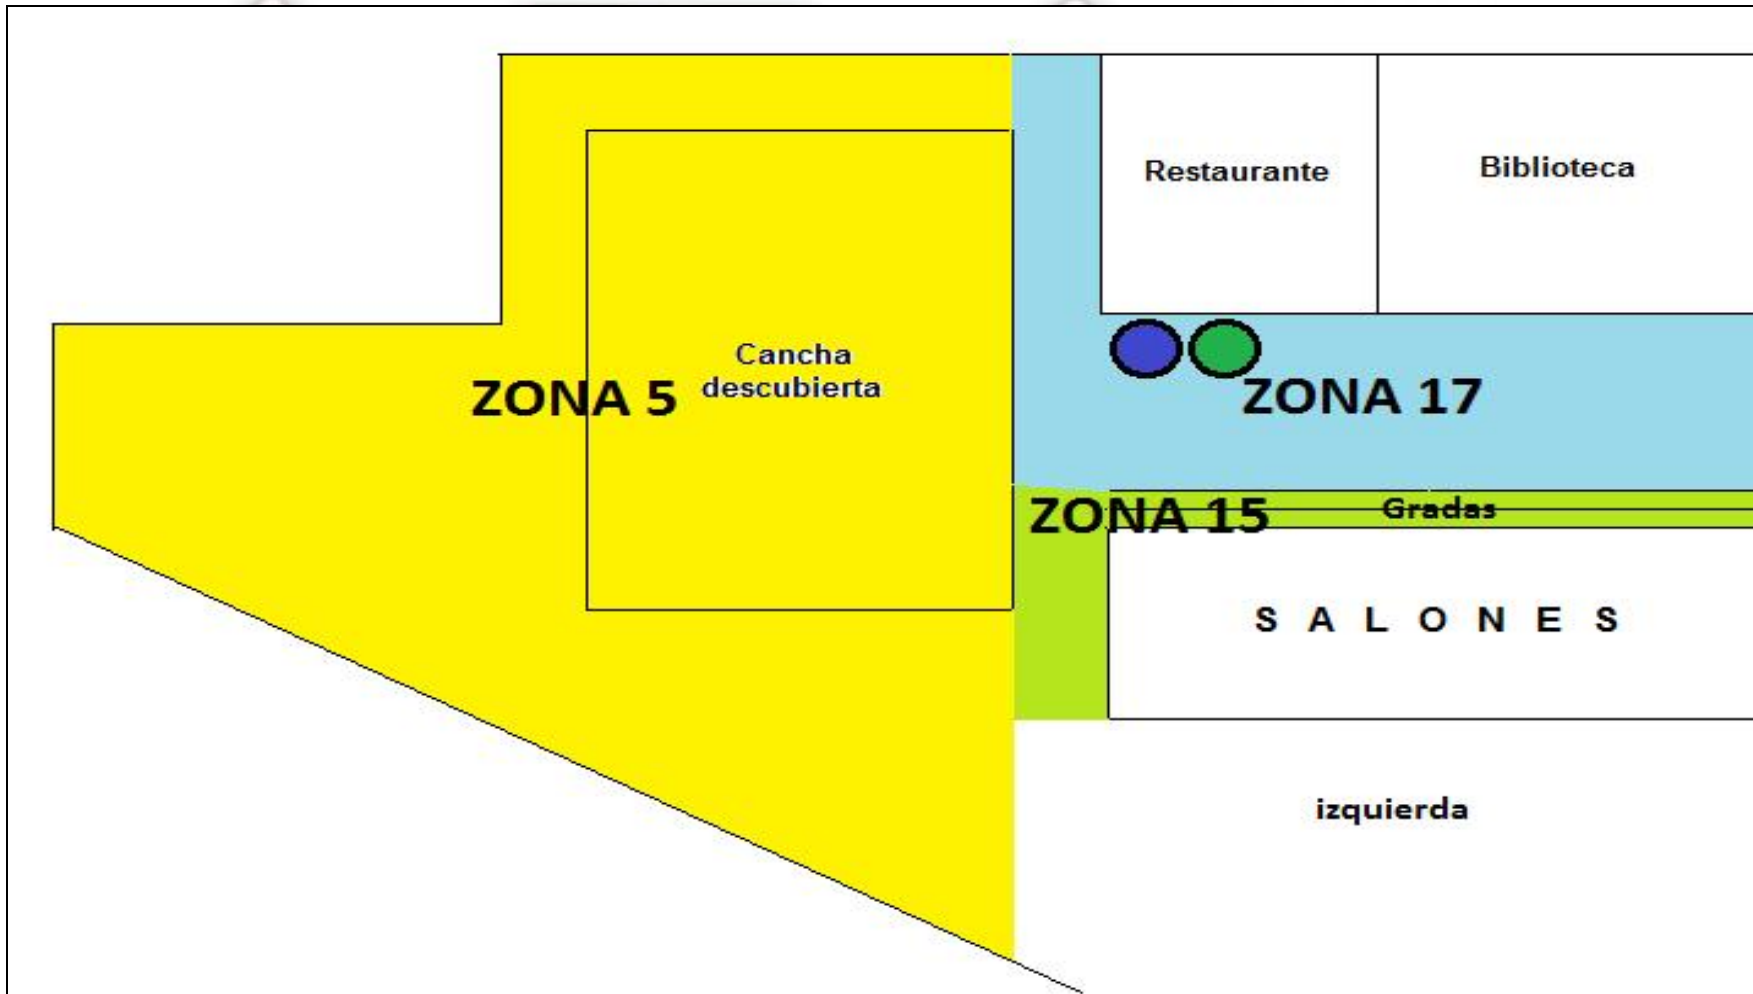 Restaurante
Biblioteca
Cancha
descubierta
ZONA 5
ZONA 17
ZONA 15
Gradas
S A L O N E S
izquierda